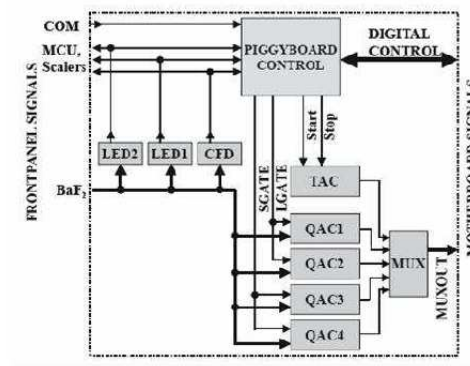 COM
MCU,
Scalers
PIGGYBOARD
CONTROL
DIGITAL
CONTROL
FRONTPANEL SIGNALS
LED2
LED1
CFD
Start
Stop
BaF2
SGATE
LGATE
TAC
QAC1
QAC2
QAC3
QAC4
MUX
MUXOUT
SIGNALS